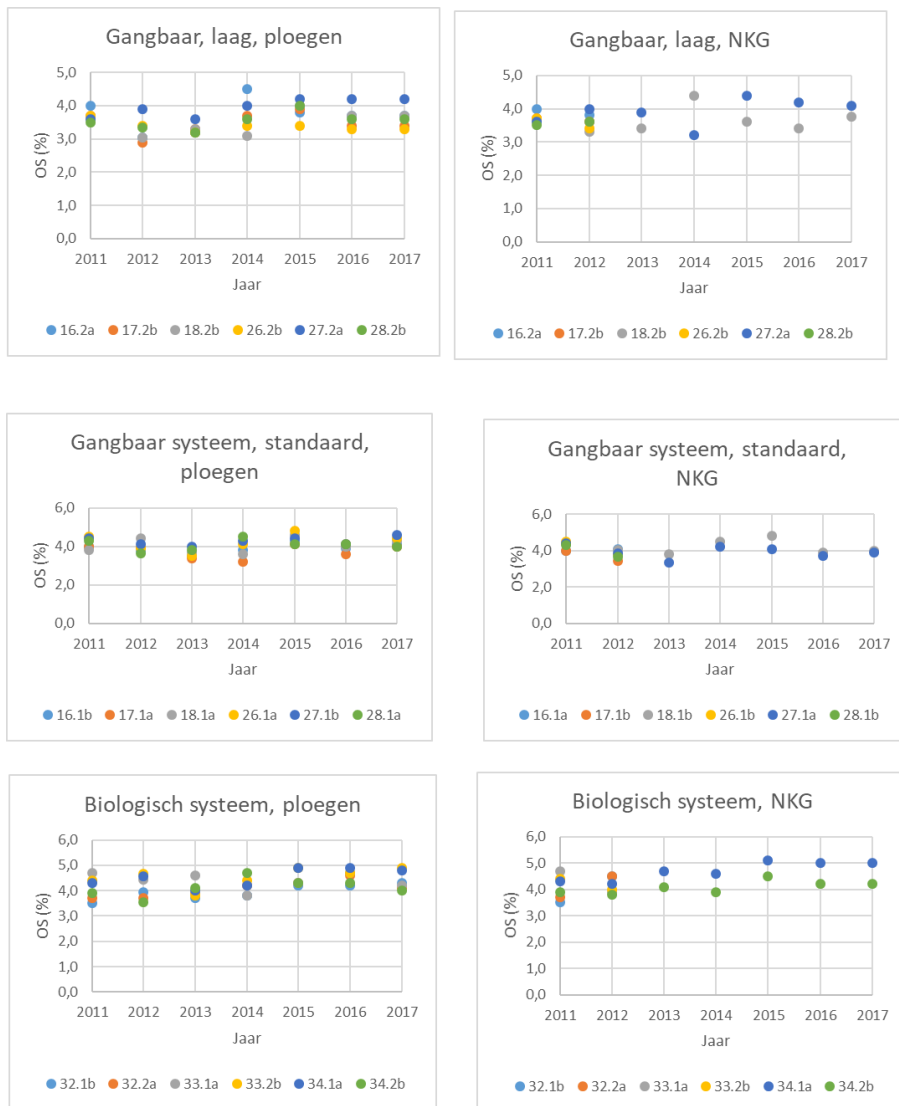 Gangbaar, laag, ploegen
5,0
4,0
3,0
2,0
1,0
0,0
OS (%)
2011 2012 2013 2014 2015 2016 2017
Jaar
16.2a 17.2b 18.2b 26.2b 27.2a 28.2b
Gangbaar, laag, NKG
5,0
4,0
3,0
2,0
1,0
0,0
OS (%)
2011 2012 2013 2014 2015 2016 2017
Jaar
16.2a 17.2b 18.2b 26.2b 27.2a 28.2b
Gangbaar systeem, standaard,
ploegen
6,0
4,0
2,0
0,0
OS (%)
2011 2012 2013 2014 2015 2016 2017
Jaar
16.1b 17.1a 18.1a 26.1a 27.1b 28.1a
Gangbaar systeem, standaard,
NKG
6,0
4,0
2,0
0,0
OS (%)
2011 2012 2013 2014 2015 2016 2017
Jaar
16.1a 17.1b 18.1b 26.1b 27.1a 28.1b
Biologisch systeem, ploegen
6,0
5,0
4,0
3,0
2,0
1,0
0,0
OS (%)
2011 2012 2013 2014 2015 2016 2017
Jaar
32.1b 32.2a 33.1a 33.2b 34.1a 34.2b
Biologisch systeem, NKG
6,0
5,0
4,0
3,0
2,0
1,0
0,0
OS (%)
2011 2012 2013 2014 2015 2016 2017
Jaar
32.1b 32.2a 33.1a 33.2b 34.1a 34.2b